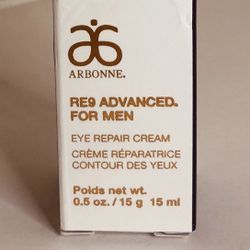 ARBONNE.
RE9 ADVANCED.
FOR MEN
EYE REPAIR CREAM
CRÈME RÉPARATRICE
CONTOUR DES YEUX
Poids net wt.
0.5 oz. / 15 g 15 ml